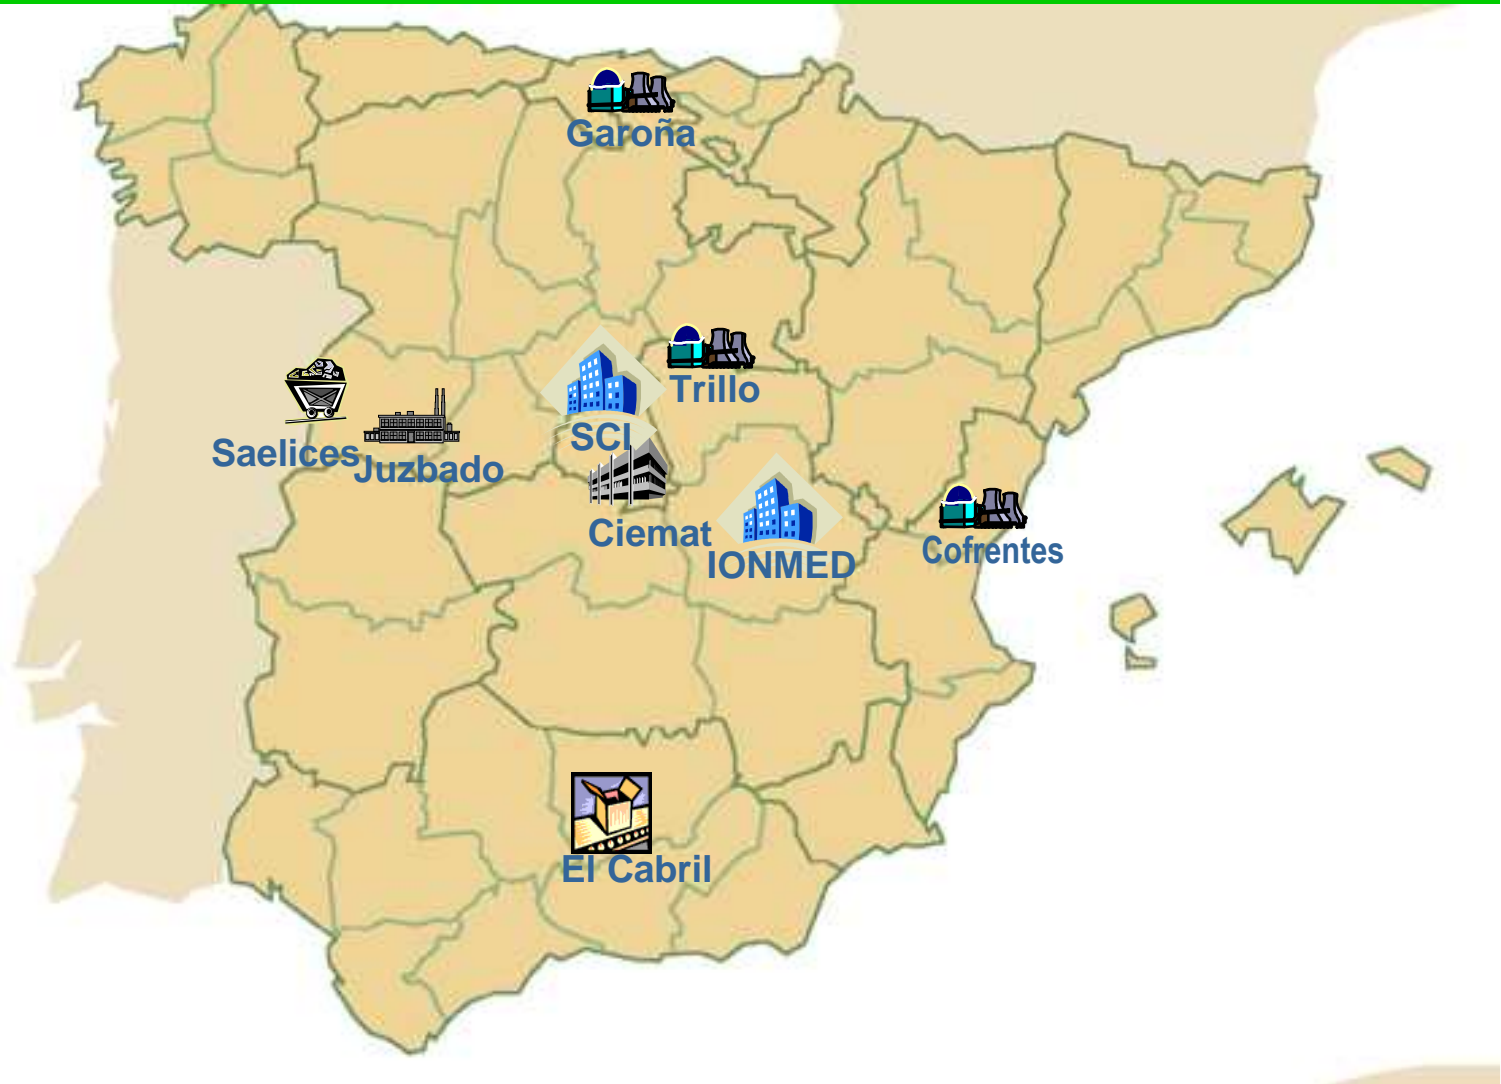 Garoña
Trillo
SCI
Saelices
Juzbado
Ciemat
IONMED
Cofrentes
El Cabril